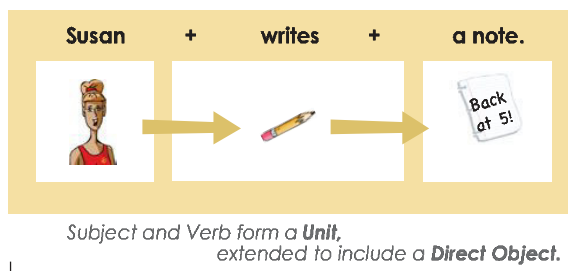 Susan + writes + a note.
Back
at 5!
Subject and Verb form a Unit,
extended to include a Direct Object.